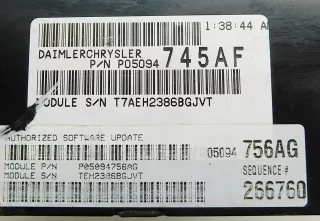 1:38:44 A
DAIMLERCHRYSLER
P/N P05094 745AF
MODULE S/N T7AEH2386BGJVT
AUTHORIZED SOFTWARE UPDATE
05094 756AG
MODULE P/N P05094756AG
SEQUENCE #
MODULE S/N TEH2386BGJVT
266760